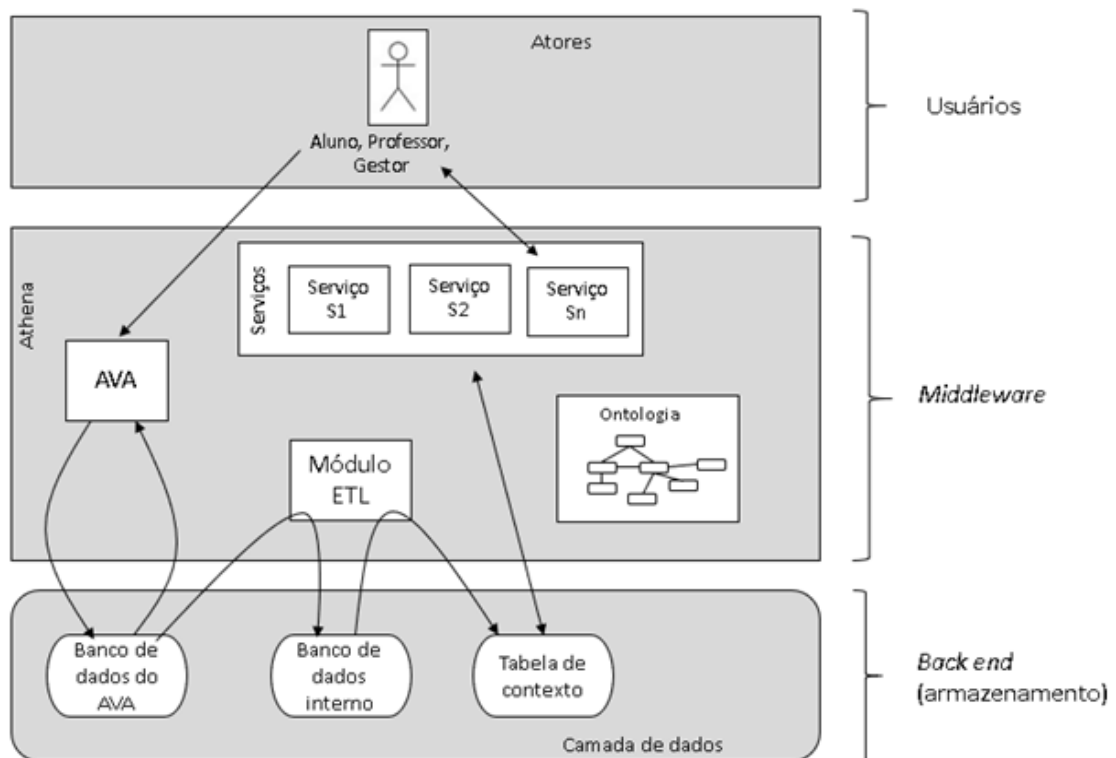 Atores
Aluno, Professor,
Gestor
Usuários
Athena
Serviços
Serviço
S1
Serviço
S2
Serviço
Sn
AVA
Middleware
Ontologia
Módulo
ETL
Banco de
dados do
AVA
Banco de
dados
interno
Tabela de
contexto
Back end
(armazenamento)
Camada de dados